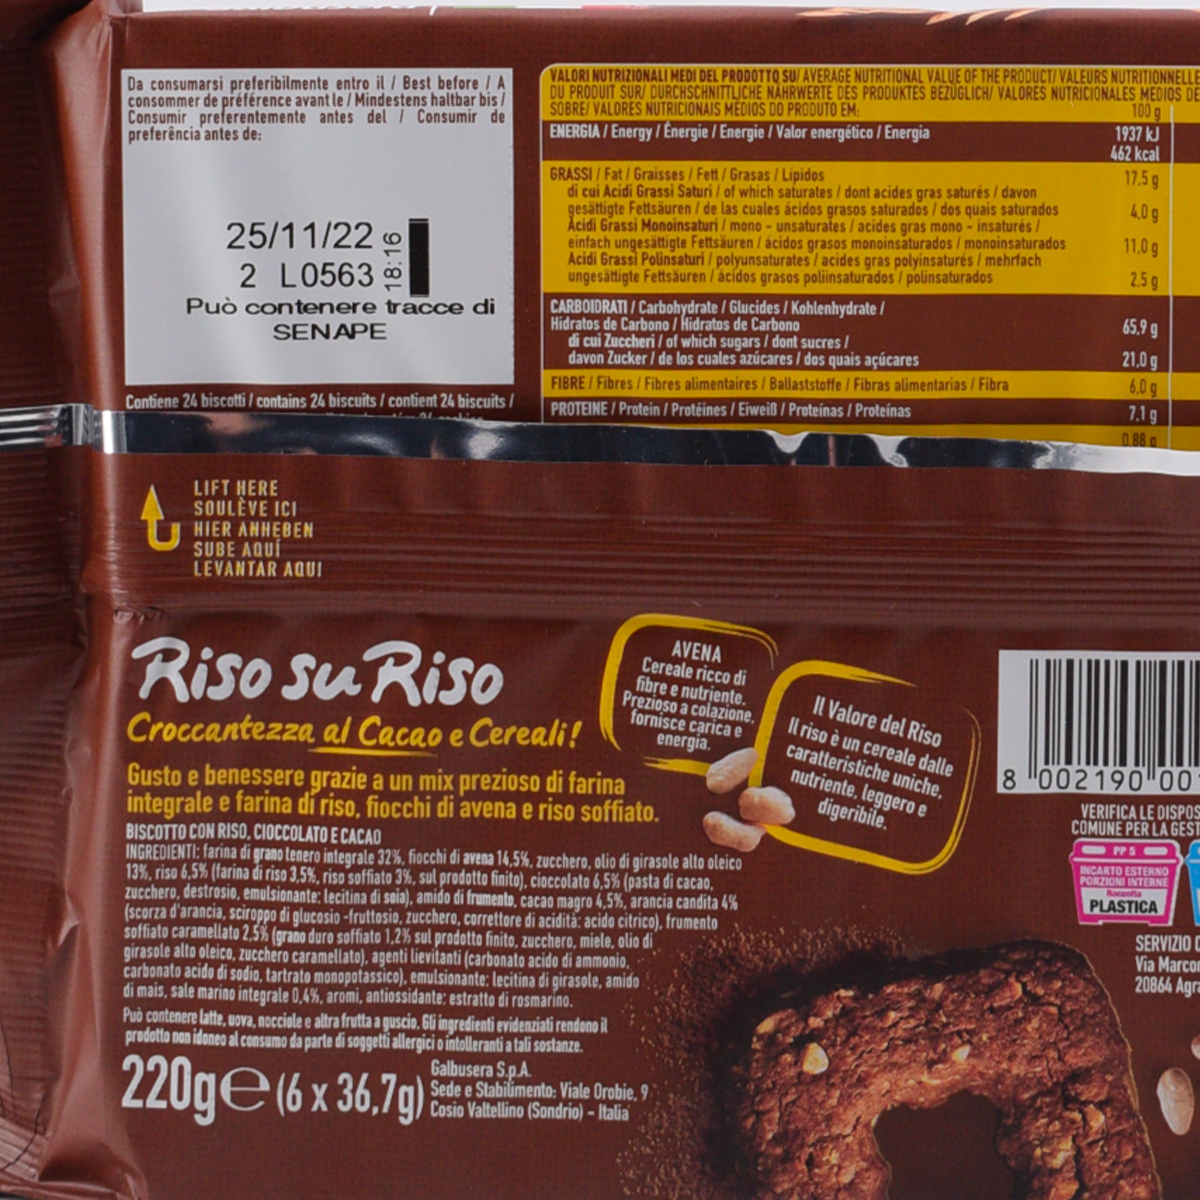 Da consumarsi preferibilmente entro il / Best before / A
consommer de préférence avant le / Mindestens haltbar bis /
Consumir preferentemente antes del / Consumir de
preferência antes de:
25/11/22
2 L0563
18:16
Può contenere tracce di
SENAPE
Contiene 24 biscotti / contains 24 biscuits / contient 24 biscuits /
VALORI NUTRIZIONALI MEDI DEL PRODOTTO SU/ AVERAGE NUTRITIONAL VALUE OF THE PRODUCT/ VALEURS NUTRITIONNELLE
DU PRODUIT SUR/ DURCHSCHNITTLICHE NÄHRWERTE DES PRODUKTES BEZÜGLICH/ VALORES NUTRICIONALES MEDIOS DE
SOBRE/ VALORES NUTRICIONAIS MÉDIOS DO PRODUTO EM:
100 g
ENERGIA / Energy / Énergie / Energie / Valor energético / Energia 1937 kJ
462 kcal
GRASSI / Fat / Graisses / Fett / Grasas / Lipidos 17,5 g
di cui Acidi Grassi Saturi / of which saturates / dont acides gras saturés / davon
gesättigte Fettsäuren / de las cuales ácidos grasos saturados / dos quais saturados 4,0 g
Acidi Grassi Monoinsaturi / mono - unsaturates / acides gras mono - insaturés /
einfach ungesättigte Fettsäuren / ácidos grasos monoinsaturados / monoinsaturados 11,0 g
Acidi Grassi Polinsaturi / polyunsaturates / acides gras polyinsaturés / mehrfach
ungesättigte Fettsäuren / ácidos grasos poliinsaturados / polinsaturados 2,5 g
CARBOIDRATI / Carbohydrate / Glucides / Kohlenhydrate /
Hidratos de Carbono / Hidratos de Carbono 65,9 g
di cui Zuccheri / of which sugars / dont sucres /
davon Zucker / de los cuales azúcares / dos quais açúcares 21,0 g
FIBRE / Fibres / Fibres alimentaires / Ballaststoffe / Fibras alimentarias / Fibra 6,0 g
PROTEINE / Protein / Protéines / Eiweiß / Proteínas / Proteínas 7,1 g
0,88 g
LIFT HERE
SOULÈVE ICI
HIER ANHEBEN
SUBE AQUÍ
LEVANTAR AQUI
Riso su Riso
Croccantezza al Cacao e Cereali!
Gusto e benessere grazie a un mix prezioso di farina
integrale e farina di riso, fiocchi di avena e riso soffiato.
AVENA
Cereale ricco di
fibre e nutriente.
Prezioso a colazione,
fornisce carica e
energia.
Il Valore del Riso
Il riso è un cereale dalle
caratteristiche uniche,
nutriente, leggero e
digeribile.
BISCOTTO CON RISO, CIOCCOLATO E CACAO
INGREDIENTI: farina di grano tenero integrale 32%, fiocchi di avena 14,5%, zucchero, olio di girasole alto oleico
13%, riso 6,5% (farina di riso 3,5%, riso soffiato 3%, sul prodotto finito), cioccolato 6,5% (pasta di cacao,
zucchero, destrosio, emulsionante: lecitina di soia), amido di frumento, cacao magro 4,5%, arancia candita 4%
(scorza d'arancia, sciroppo di glucosio -fruttosio, zucchero, correttore di acidità: acido citrico), frumento
soffiato caramellato 2,5% (grano duro soffiato 1,2% sul prodotto finito, zucchero, miele, olio di
girasole alto oleico, zucchero caramellato), agenti lievitanti (carbonato acido di ammonio,
carbonato acido di sodio, tartrato monopotassico), emulsionante: lecitina di girasole, amido
di mais, sale marino integrale 0,4%, aromi, antiossidante: estratto di rosmarino.
Può contenere latte, uova, nocciole e altra frutta a guscio. Gli ingredienti evidenziati rendono il
prodotto non idoneo al consumo da parte di soggetti allergici o intolleranti a tali sostanze.
220g e (6 x 36,7g)
Galbusera S.p.A.
Sede e Stabilimento: Viale Orobie, 9
Cosio Valtellino (Sondrio) - Italia
8 002190 00
VERIFICA LE DISPOS
COMUNE PER LA GEST
PP 5
INCARTO ESTERNO
PORZIONI INTERNE
Raccolta
PLASTICA
SERVIZIO
Via Marco
20864 Agra